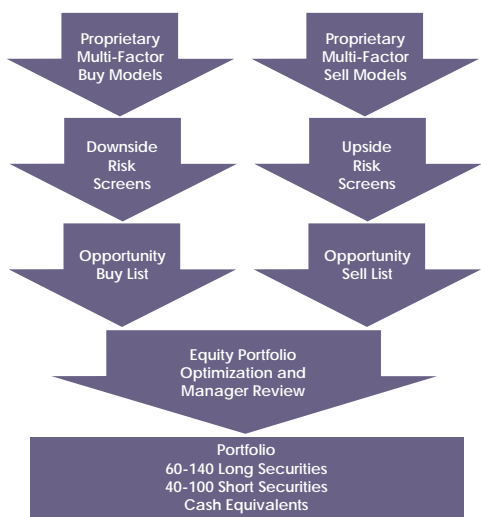 Proprietary
Multi-Factor
Buy Models
Proprietary
Multi-Factor
Sell Models
Downside
Risk
Screens
Upside
Risk
Screens
Opportunity
Buy List
Opportunity
Sell List
Equity Portfolio
Optimization and
Manager Review
Portfolio
60-140 Long Securities
40-100 Short Securities
Cash Equivalents